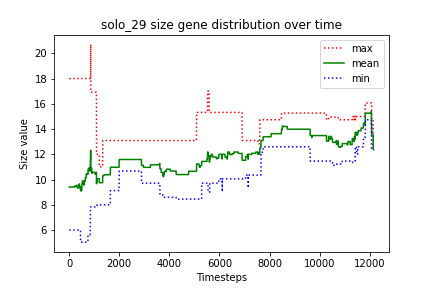 solo_29 size gene distribution over time
max
mean
min
Size value
20
18
16
14
12
10
8
6
0 2000 4000 6000 8000 10000 12000
Timesteps